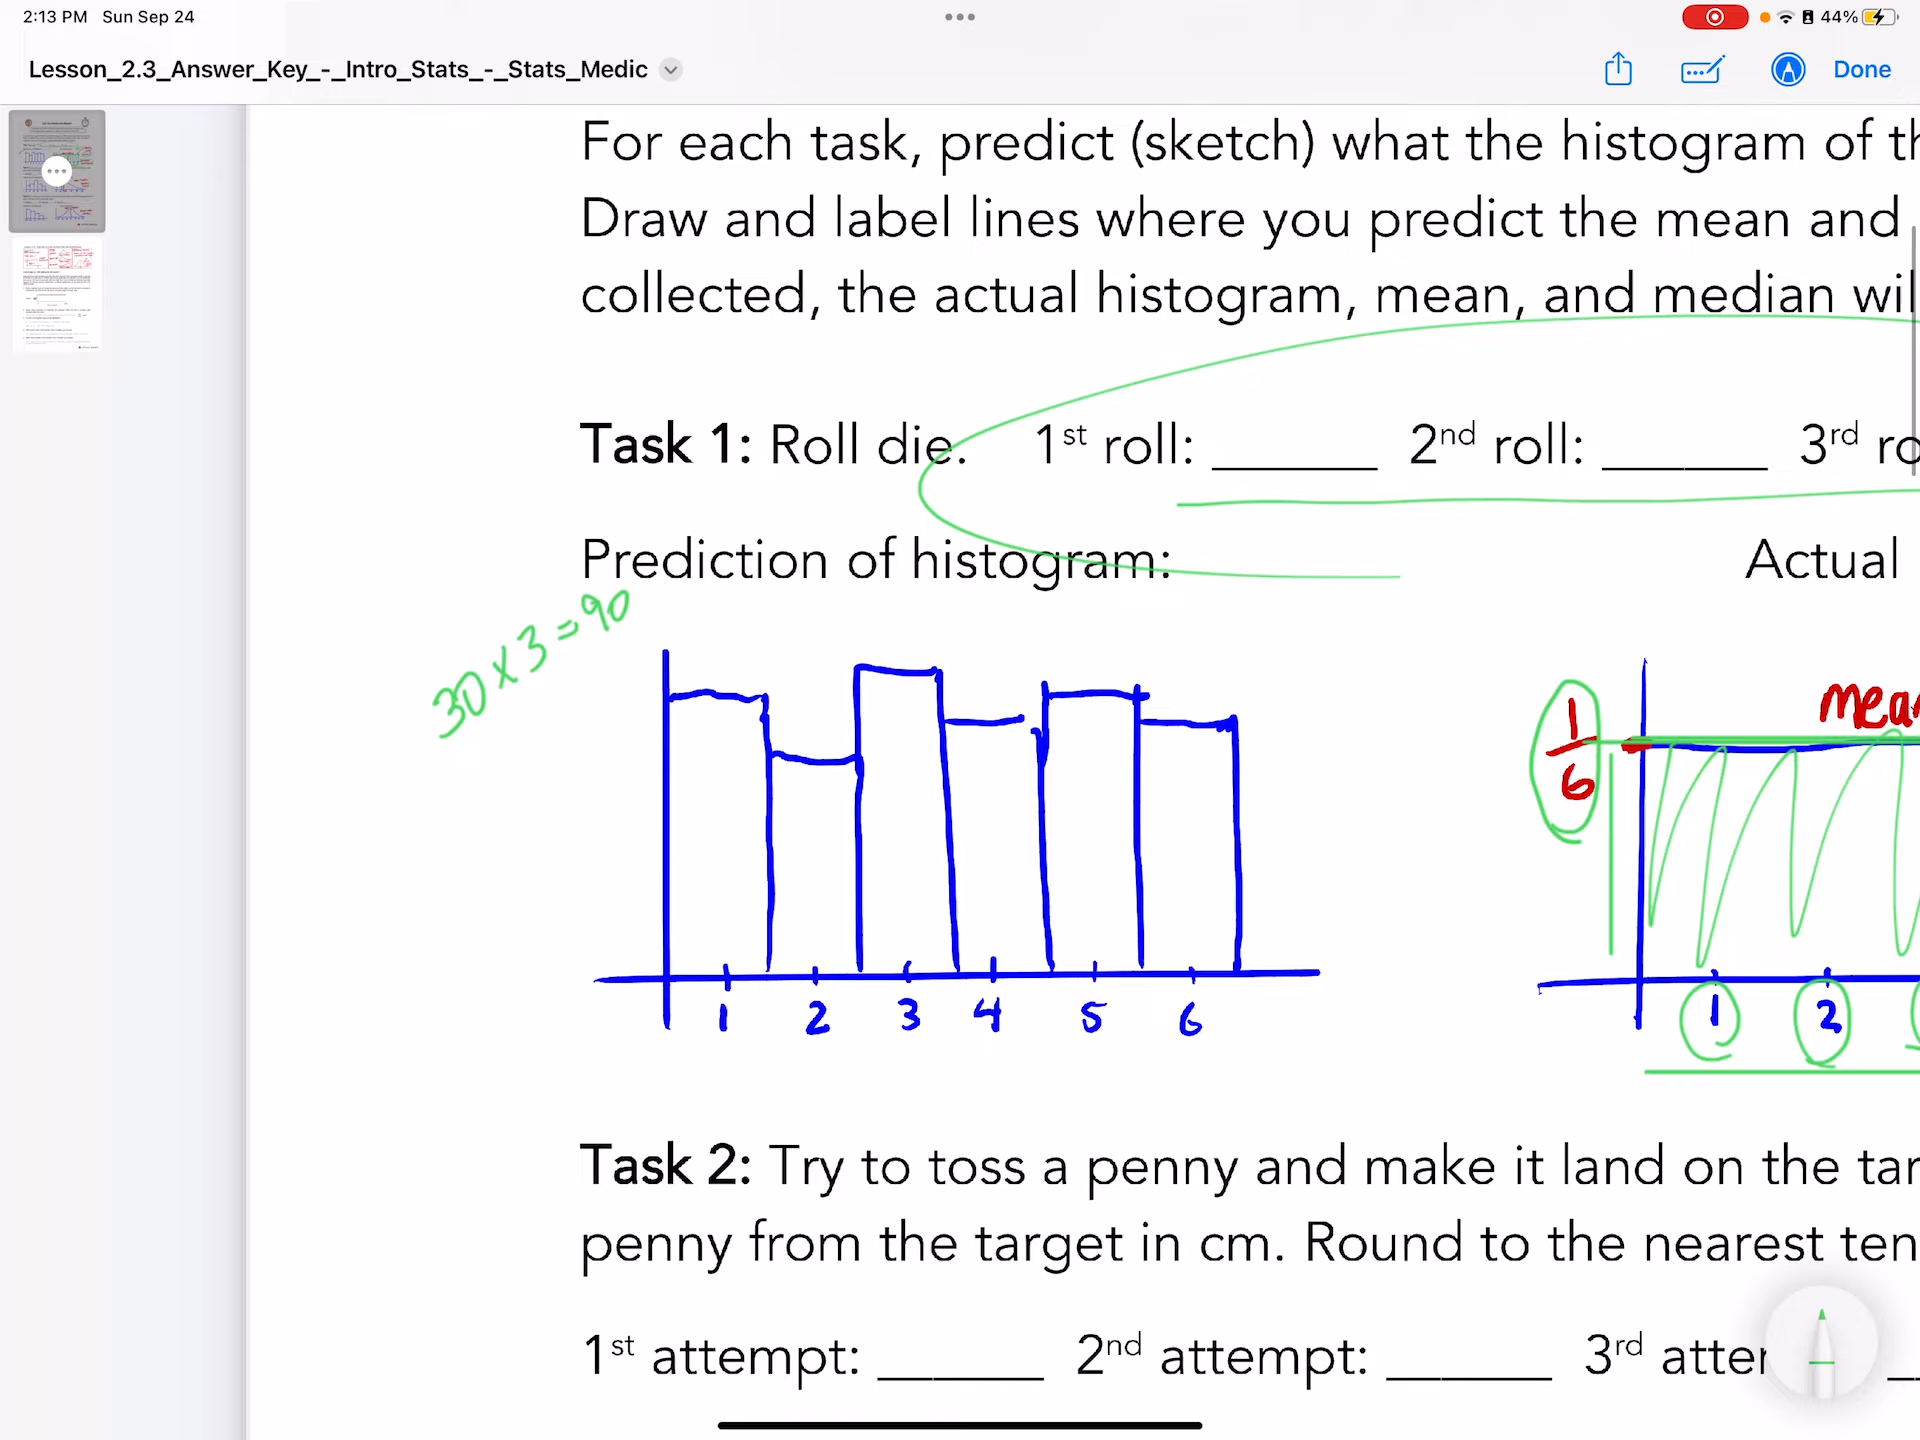 2:13 PM Sun Sep 24
44%
Lesson_2.3_Answer_Key_-_Intro_Stats_-_Stats_Medic
Done
For each task, predict (sketch) what the histogram of th
Draw and label lines where you predict the mean and
collected, the actual histogram, mean, and median wil
Task 1: Roll die. 1st roll: ______ 2nd roll: ______ 3rd ro
Prediction of histogram: Actual
30 x 3 = 90
1/6
mean
1 2 3 4 5 6
1 2
Task 2: Try to toss a penny and make it land on the tar
penny from the target in cm. Round to the nearest ten
1st attempt: ______ 2nd attempt: ______ 3rd atter